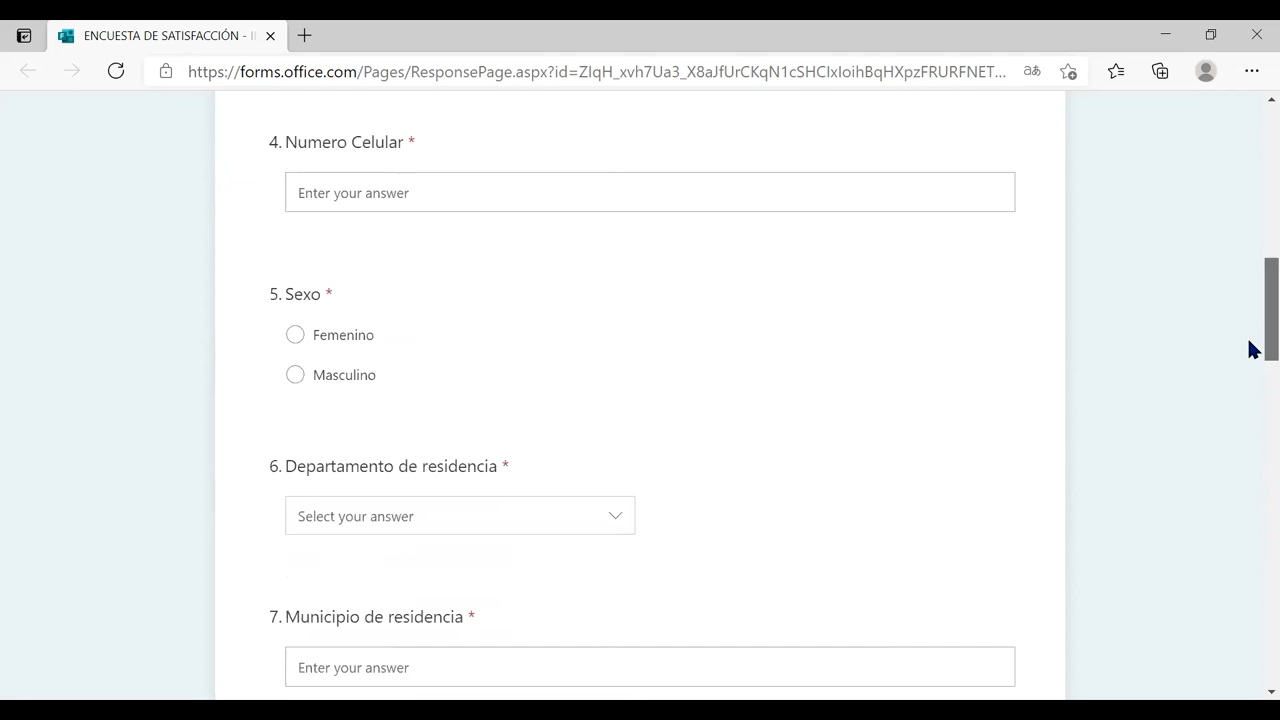 ENCUESTA DE SATISFACCIÓN -
https://forms.office.com/Pages/ResponsePage.aspx?id=ZIqH_xvh7Ua3_X8aJfUrCKqN1cSHCIxIoihBqHXpzFRURFNET...
4. Numero Celular *
Enter your answer
5. Sexo *
Femenino
Masculino
6. Departamento de residencia *
Select your answer
7. Municipio de residencia *
Enter your answer